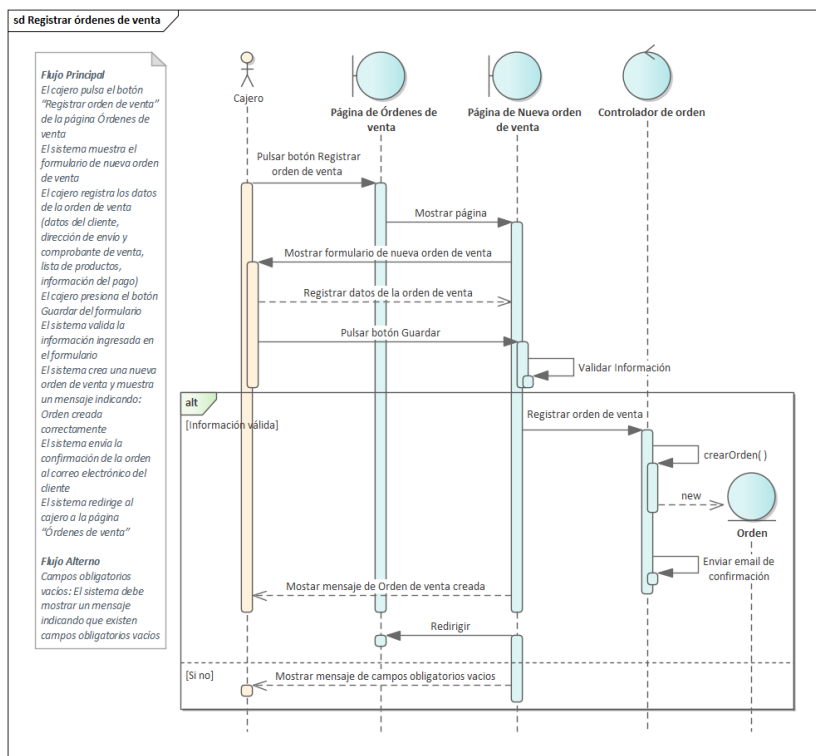 sd Registrar órdenes de venta
Flujo Principal
El cajero pulsa el botón
"Registrar orden de venta"
de la página Órdenes de
venta
El sistema muestra el
formulario de nueva orden
de venta
El cajero registra los datos
de la orden de venta
(datos del cliente,
dirección de envío y
comprobante de venta,
lista de productos,
información del pago)
El cajero presiona el botón
Guardar del formulario
El sistema valida la
información ingresada en
el formulario
El sistema crea una nueva
orden de venta y muestra
un mensaje indicando:
Orden creada
correctamente
El sistema envía la
confirmación de la orden
al correo electrónico del
cliente
El sistema redirige al
cajero a la página
"Órdenes de venta"
Flujo Alterno
Campos obligatorios
vacíos: El sistema debe
mostrar un mensaje
indicando que existen
campos obligatorios vacíos
Cajero
Página de Órdenes de
venta
Página de Nueva orden
de venta
Controlador de orden
Pulsar botón Registrar
orden de venta
Mostrar página
Mostrar formulario de nueva orden de venta
Registrar datos de la orden de venta
Pulsar botón Guardar
Validar Información
alt
[Información válida]
Registrar orden de venta
crearOrden( )
new
Orden
Enviar email de
confirmación
Mostar mensaje de Orden de venta creada
Redirigir
[Si no]
Mostrar mensaje de campos obligatorios vacios